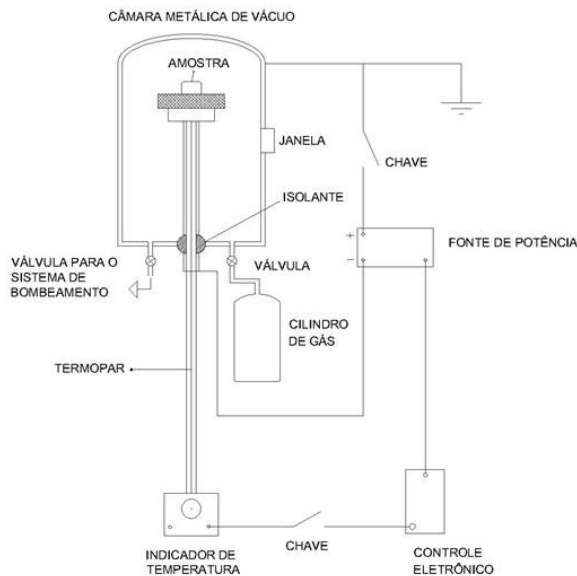 CÂMARA METÁLICA DE VÁCUO
AMOSTRA
JANELA
CHAVE
ISOLANTE
+
FONTE DE POTÊNCIA
–
VÁLVULA PARA O
SISTEMA DE
BOMBEAMENTO
VÁLVULA
CILINDRO
DE GÁS
TERMOPAR
INDICADOR DE
TEMPERATURA
CHAVE
CONTROLE
ELETRÔNICO